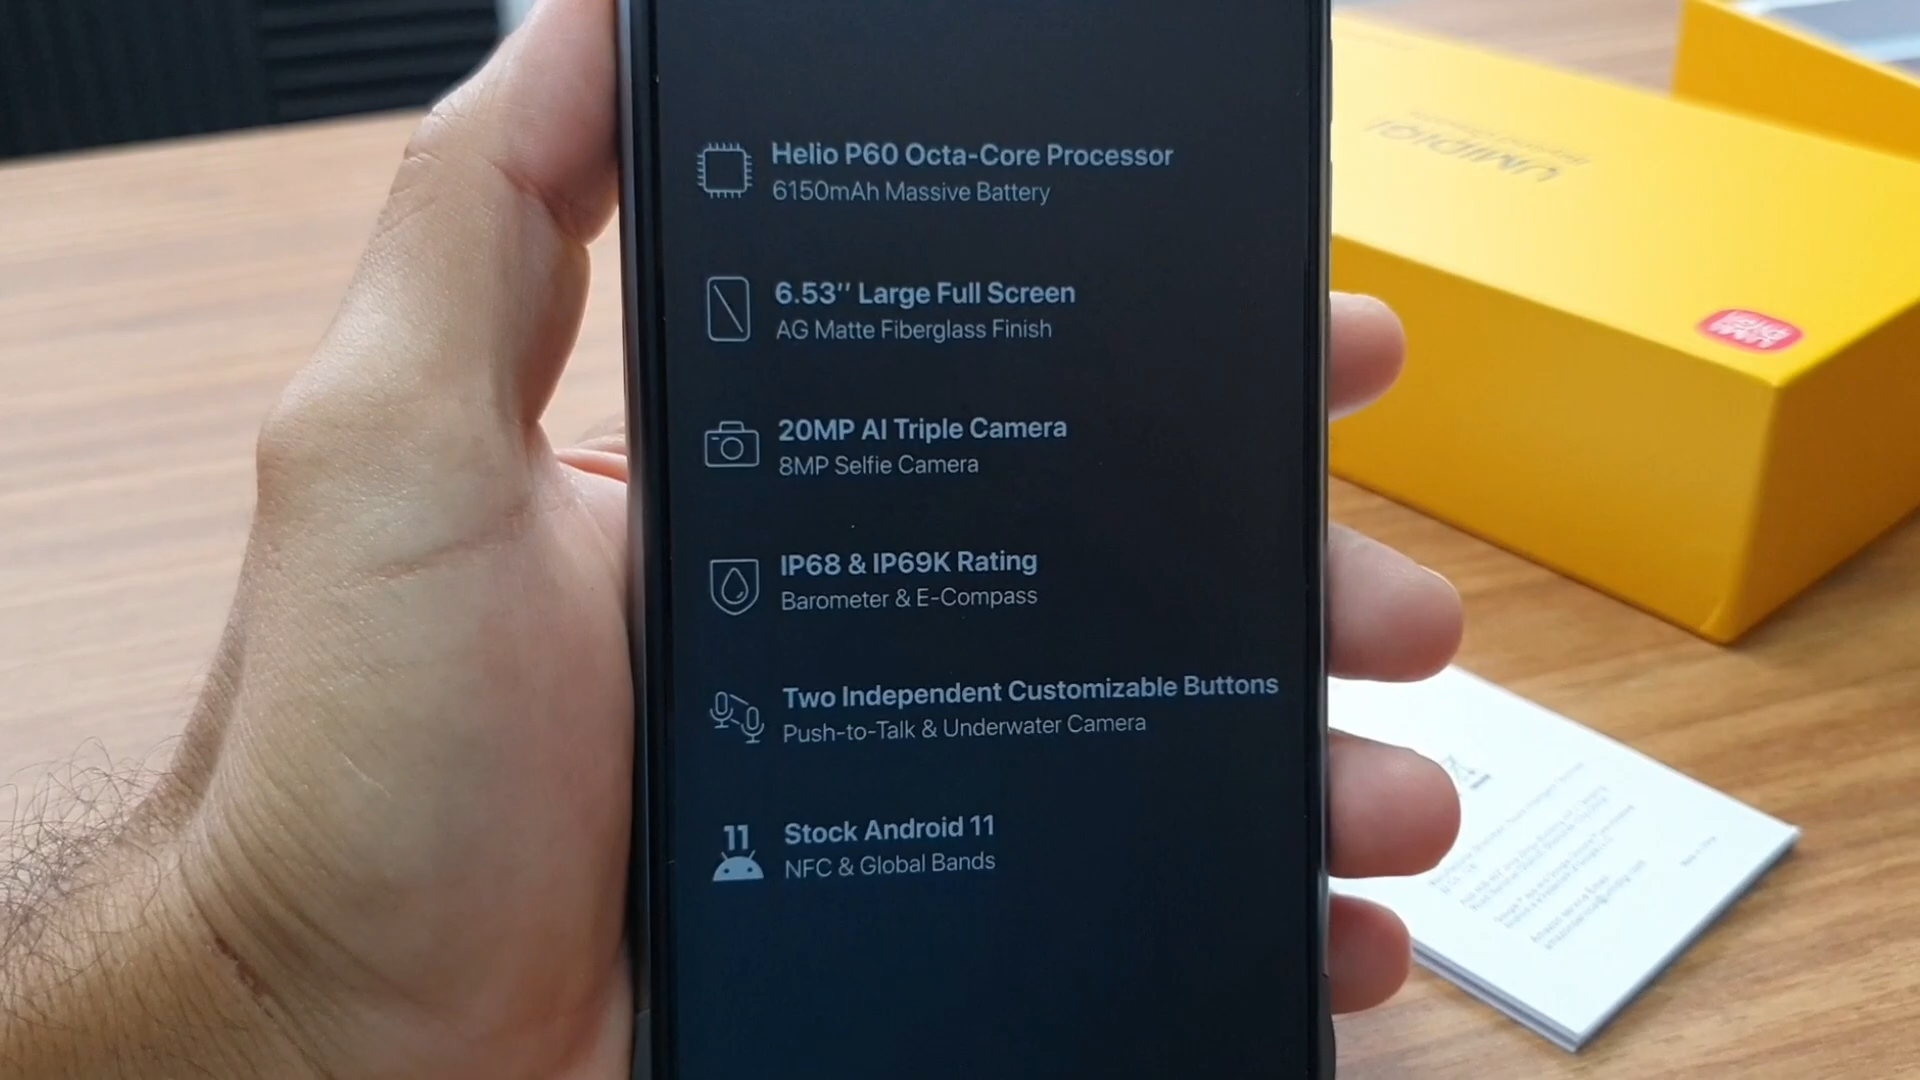 Helio P60 Octa-Core Processor
6150mAh Massive Battery
6.53″ Large Full Screen
AG Matte Fiberglass Finish
20MP AI Triple Camera
8MP Selfie Camera
IP68 & IP69K Rating
Barometer & E-Compass
Two Independent Customizable Buttons
Push-to-Talk & Underwater Camera
11
Stock Android 11
NFC & Global Bands
UMIDIGI